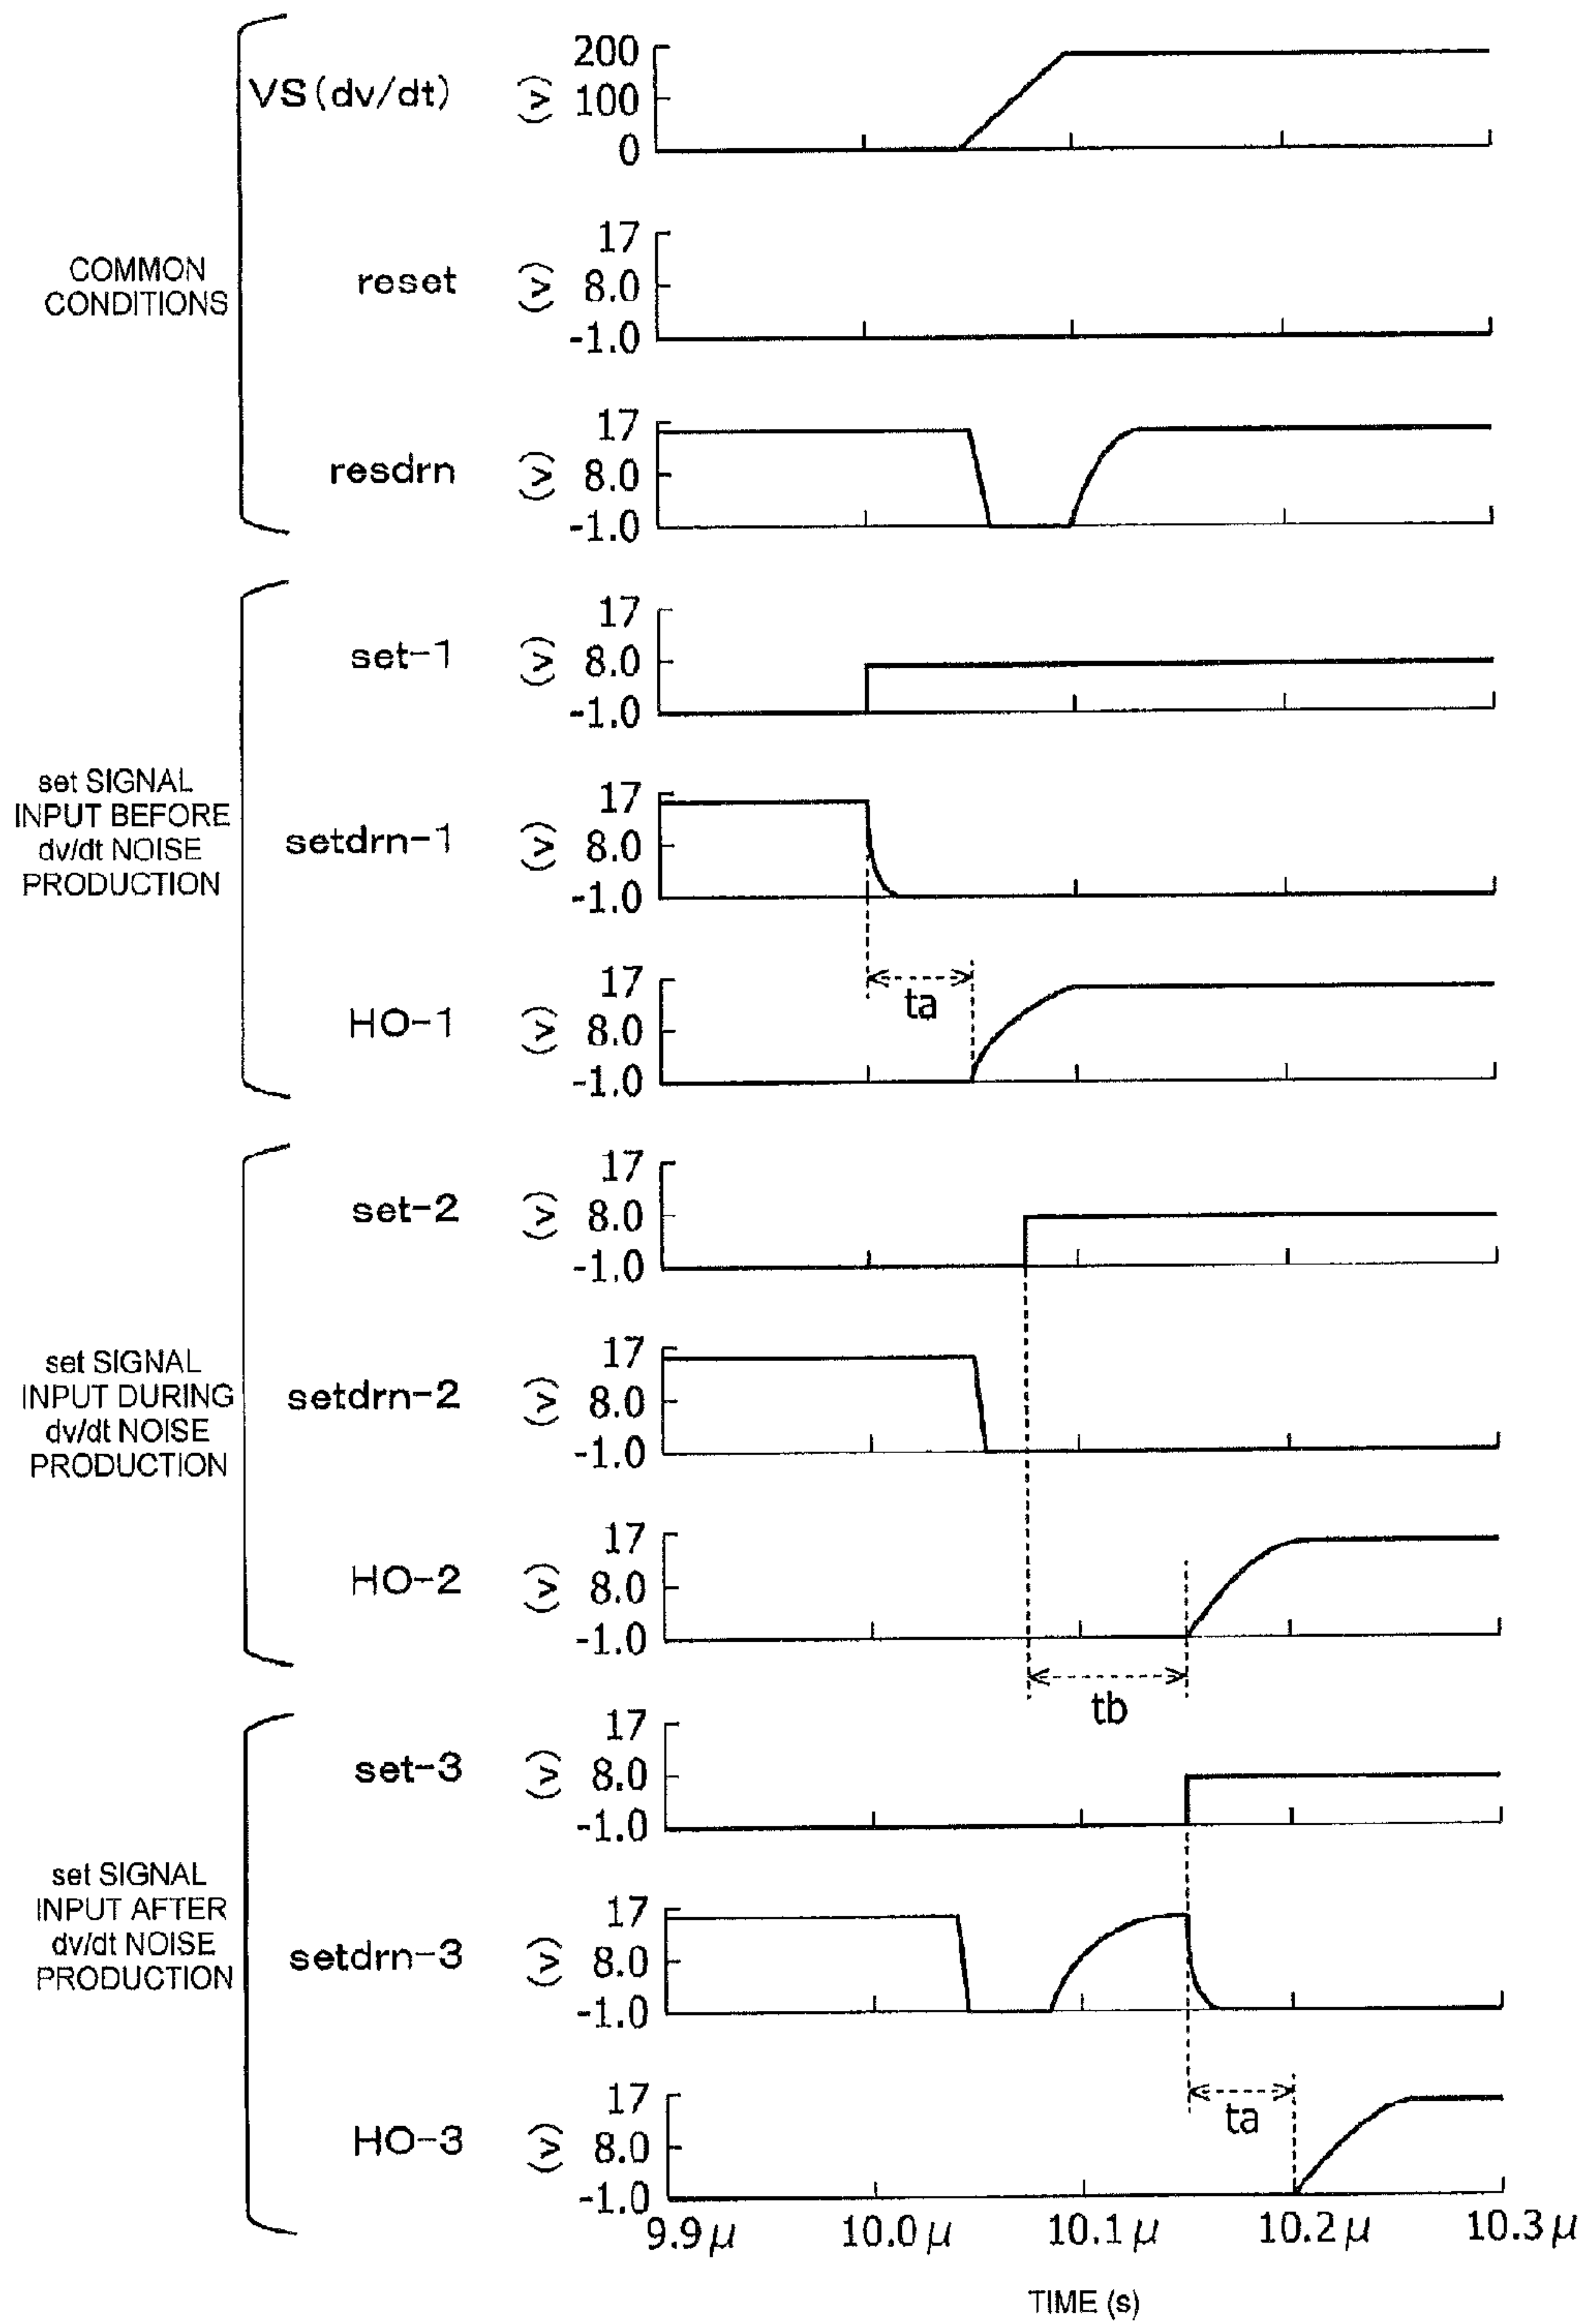 200
VS(dv/dt) (v) 100
0
17
reset (v) 8.0
-1.0
COMMON
CONDITIONS
17
resdrn (v) 8.0
-1.0
17
set-1 (v) 8.0
-1.0
set SIGNAL
INPUT BEFORE
dv/dt NOISE
PRODUCTION
17
setdrn-1 (v) 8.0
-1.0
ta
17
HO-1 (v) 8.0
-1.0
17
set-2 (v) 8.0
-1.0
set SIGNAL
INPUT DURING
dv/dt NOISE
PRODUCTION
17
setdrn-2 (v) 8.0
-1.0
17
HO-2 (v) 8.0
-1.0
tb
17
set-3 (v) 8.0
-1.0
set SIGNAL
INPUT AFTER
dv/dt NOISE
PRODUCTION
17
setdrn-3 (v) 8.0
-1.0
ta
17
HO-3 (v) 8.0
-1.0
9.9μ 10.0μ 10.1μ 10.2μ 10.3μ
TIME (s)